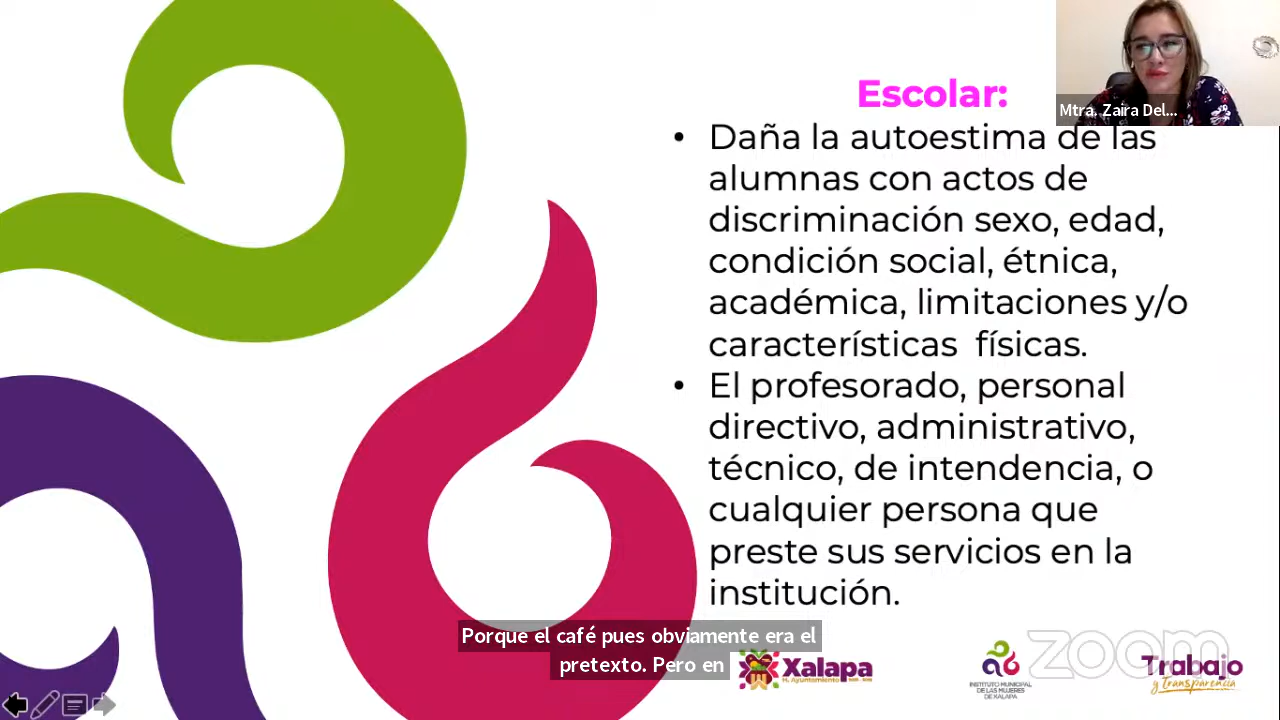 Escolar:
Mtra. Zaira Del...
• Daña la autoestima de las
alumnas con actos de
discriminación sexo, edad,
condición social, étnica,
académica, limitaciones y/o
características físicas.
• El profesorado, personal
directivo, administrativo,
técnico, de intendencia, o
cualquier persona que
preste sus servicios en la
institución.
Porque el café pues obviamente era el
pretexto. Pero en
Xalapa
H. Ayuntamiento
INSTITUTO MUNICIPAL
DE LAS MUJERES
DE XALAPA
zoom
Trabajo
y Transparencia